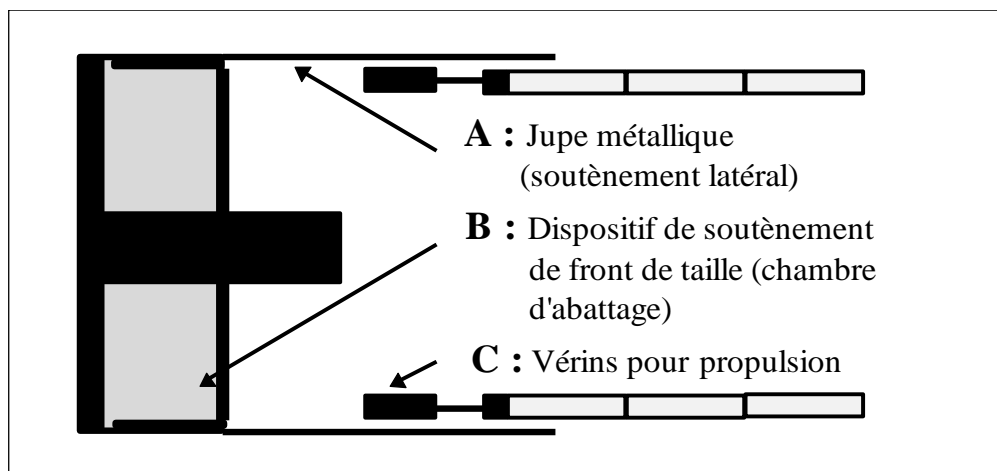 A : Jupe métallique
(soutènement latéral)
B : Dispositif de soutènement
de front de taille (chambre
d'abattage)
C : Vérins pour propulsion